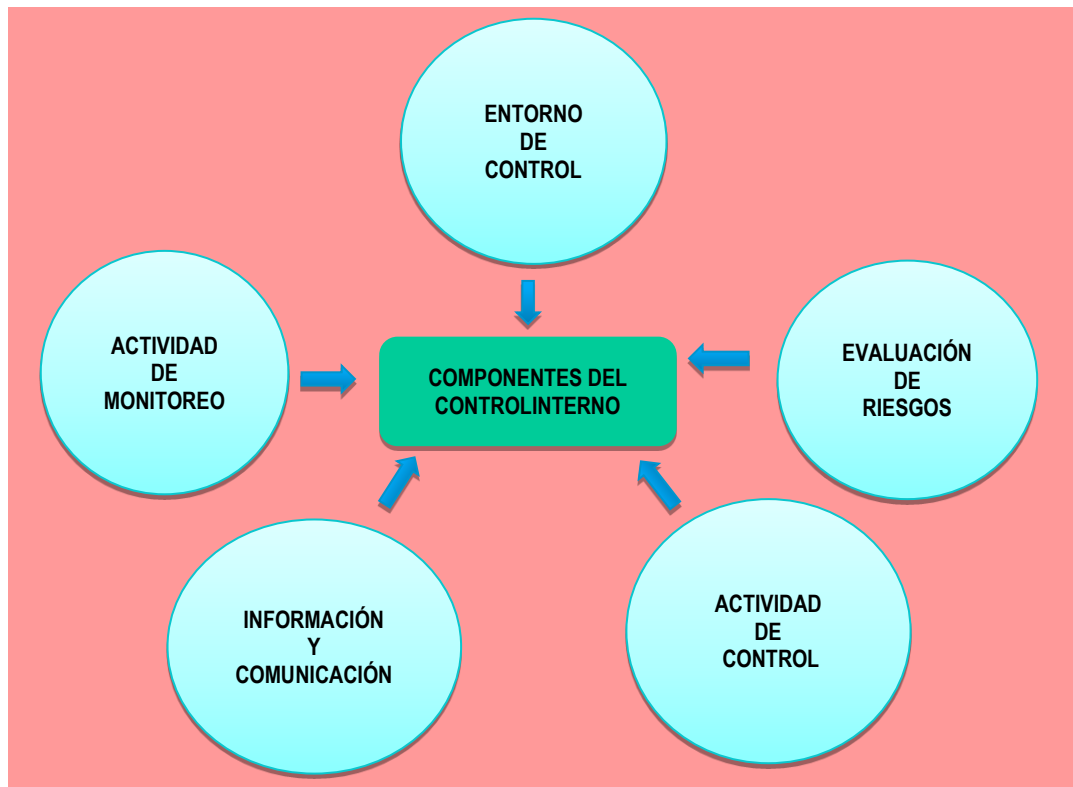 ENTORNO
DE
CONTROL
ACTIVIDAD
DE
MONITOREO
COMPONENTES DEL
CONTROLINTERNO
EVALUACIÓN
DE
RIESGOS
INFORMACIÓN
Y
COMUNICACIÓN
ACTIVIDAD
DE
CONTROL